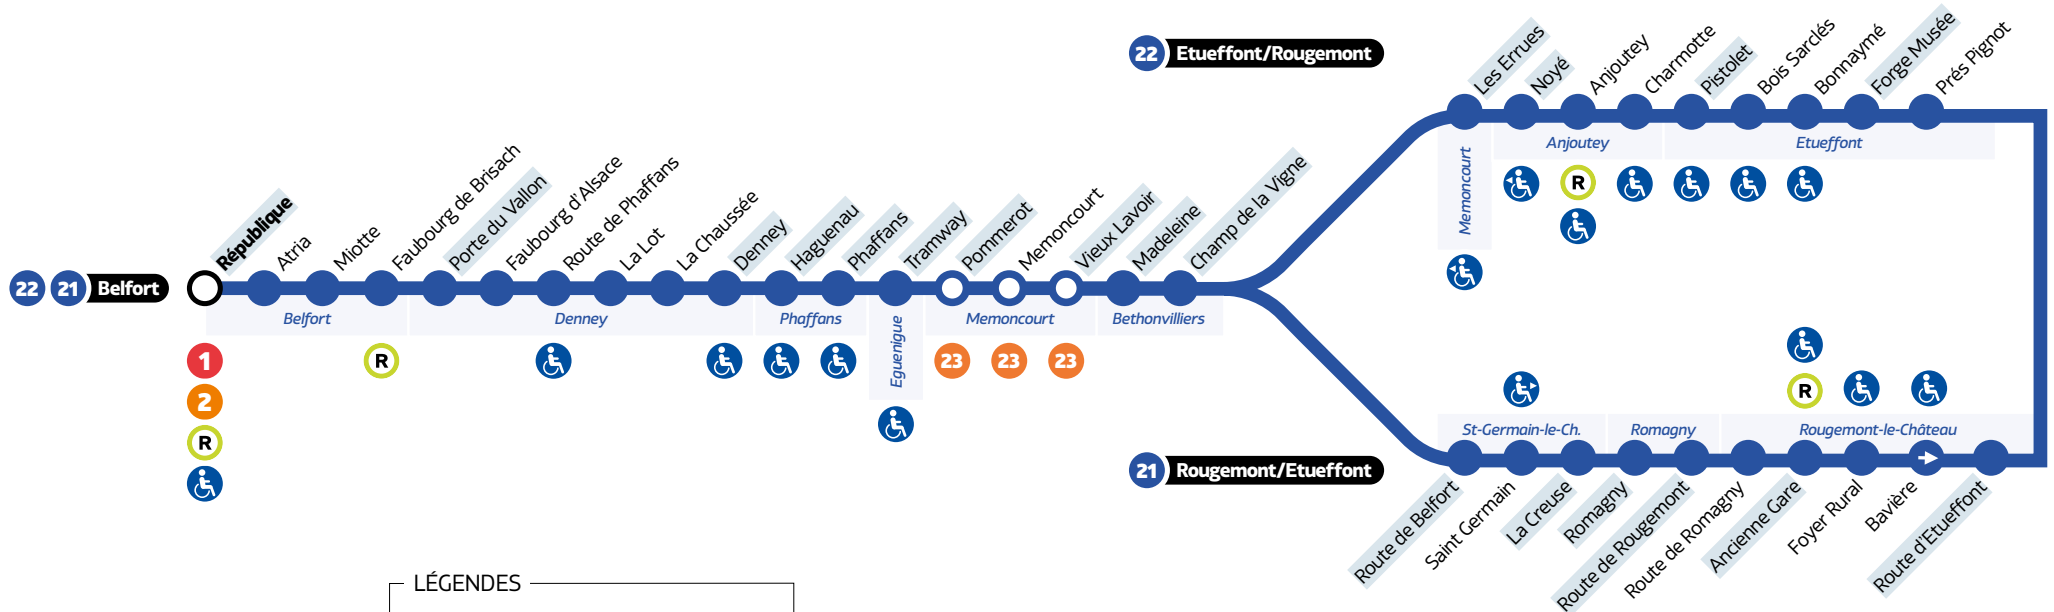 22 Etueffont/Rougemont
Les Errues
Noyé
Anjoutey
Charmotte
Pistolet
Bois Sarclés
Bonnaymé
Forge Musée
Prés Pignot
Memoncourt
Anjoutey
Etueffont
R
22 21 Belfort
République
Atria
Miotte
Faubourg de Brisach
Porte du Vallon
Faubourg d'Alsace
Route de Phaffans
La Lot
La Chaussée
Denney
Haguenau
Phaffans
Tramway
Pommerot
Memoncourt
Vieux Lavoir
Madeleine
Champ de la Vigne
Belfort
Denney
Phaffans
Eguenigue
Memoncourt
Bethonvilliers
1
2
R
R
23
23
23
21 Rougemont/Etueffont
R
St-Germain-le-Ch.
Romagny
Rougemont-le-Château
Route de Belfort
Saint Germain
La Creuse
Romagny
Route de Rougemont
Route de Romagny
Ancienne Gare
Foyer Rural
Bavière
Route d'Etueffont
LÉGENDES